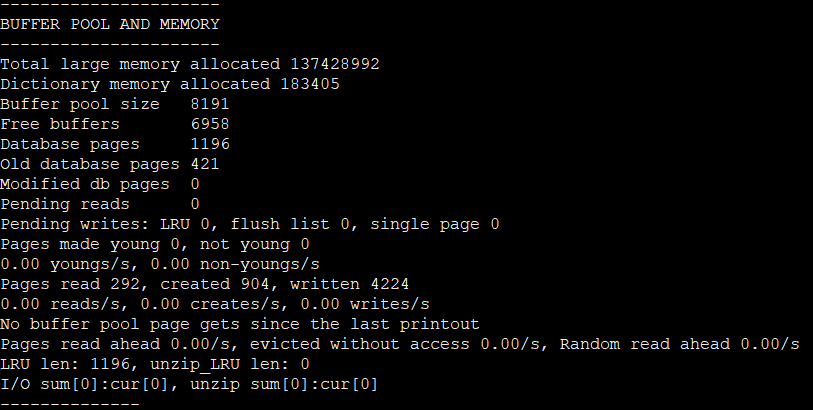 ----------------------
BUFFER POOL AND MEMORY
----------------------
Total large memory allocated 137428992
Dictionary memory allocated 183405
Buffer pool size   8191
Free buffers       6958
Database pages     1196
Old database pages 421
Modified db pages  0
Pending reads      0
Pending writes: LRU 0, flush list 0, single page 0
Pages made young 0, not young 0
0.00 youngs/s, 0.00 non-youngs/s
Pages read 292, created 904, written 4224
0.00 reads/s, 0.00 creates/s, 0.00 writes/s
No buffer pool page gets since the last printout
Pages read ahead 0.00/s, evicted without access 0.00/s, Random read ahead 0.00/s
LRU len: 1196, unzip_LRU len: 0
I/O sum[0]:cur[0], unzip sum[0]:cur[0]
--------------